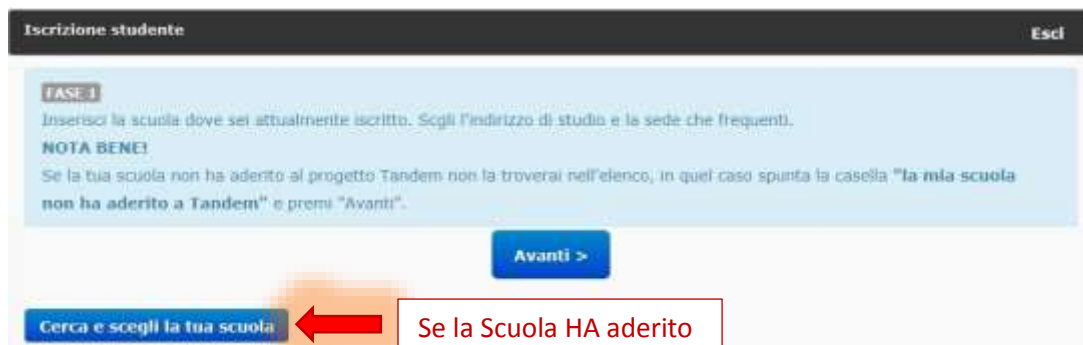 Iscrizione studente Esci
FASE 1
Inserisci la scuola dove sei attualmente iscritto. Scgli l'indirizzo di studio e la sede che frequenti.
NOTA BENE!
Se la tua scuola non ha aderito al progetto Tandem non la troverai nell'elenco, in quel caso spunta la casella "la mia scuola
non ha aderito a Tandem" e premi "Avanti".
Avanti >
Cerca e scegli la tua scuola
Se la Scuola HA aderito